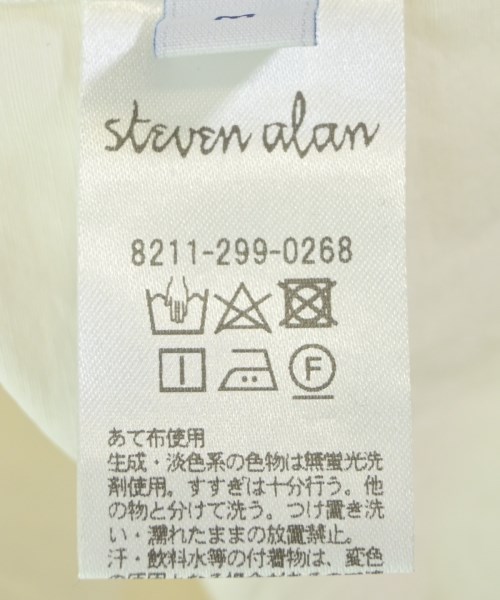 steven alan
8211-299-0268
F
あて布使用
生成・淡色系の色物は無蛍光洗
剤使用。すすぎは十分行う。他
の物と分けて洗う。つけ置き洗
い・濡れたままの放置禁止。
汗・飲料水等の付着物は、変色